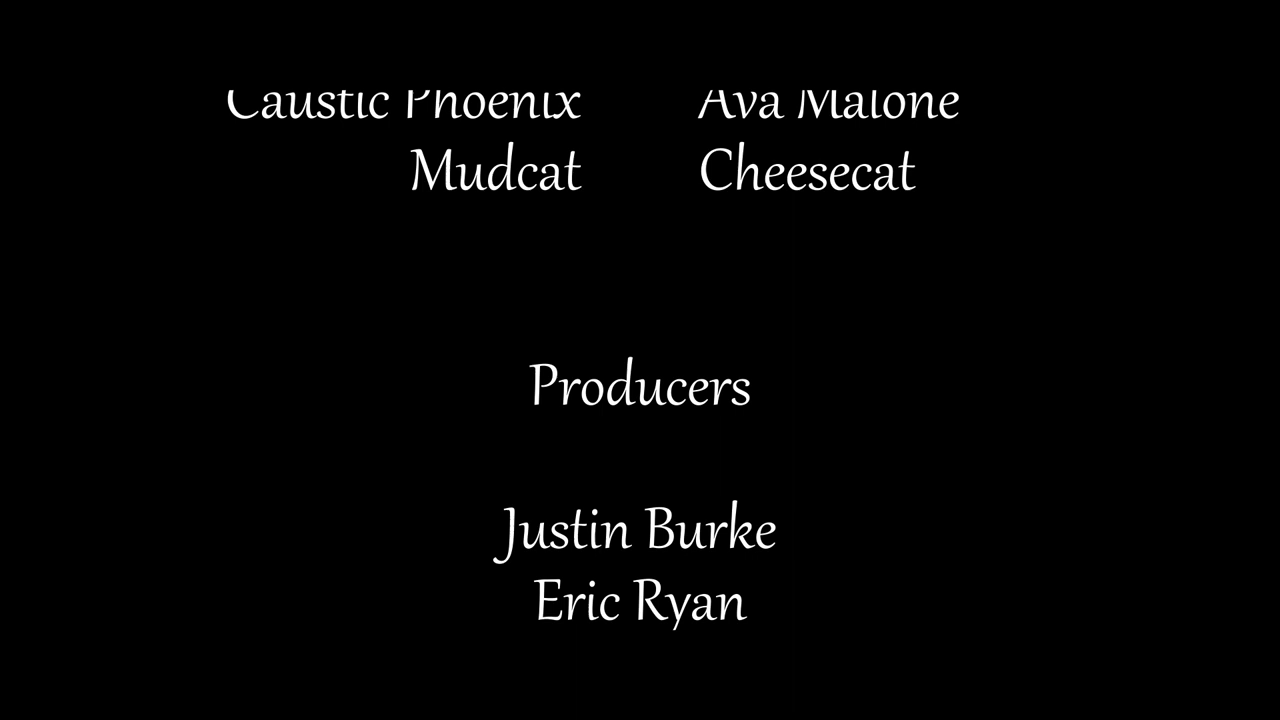 Caustic Phoenix Ava Malone
Mudcat Cheesecat
Producers
Justin Burke
Eric Ryan